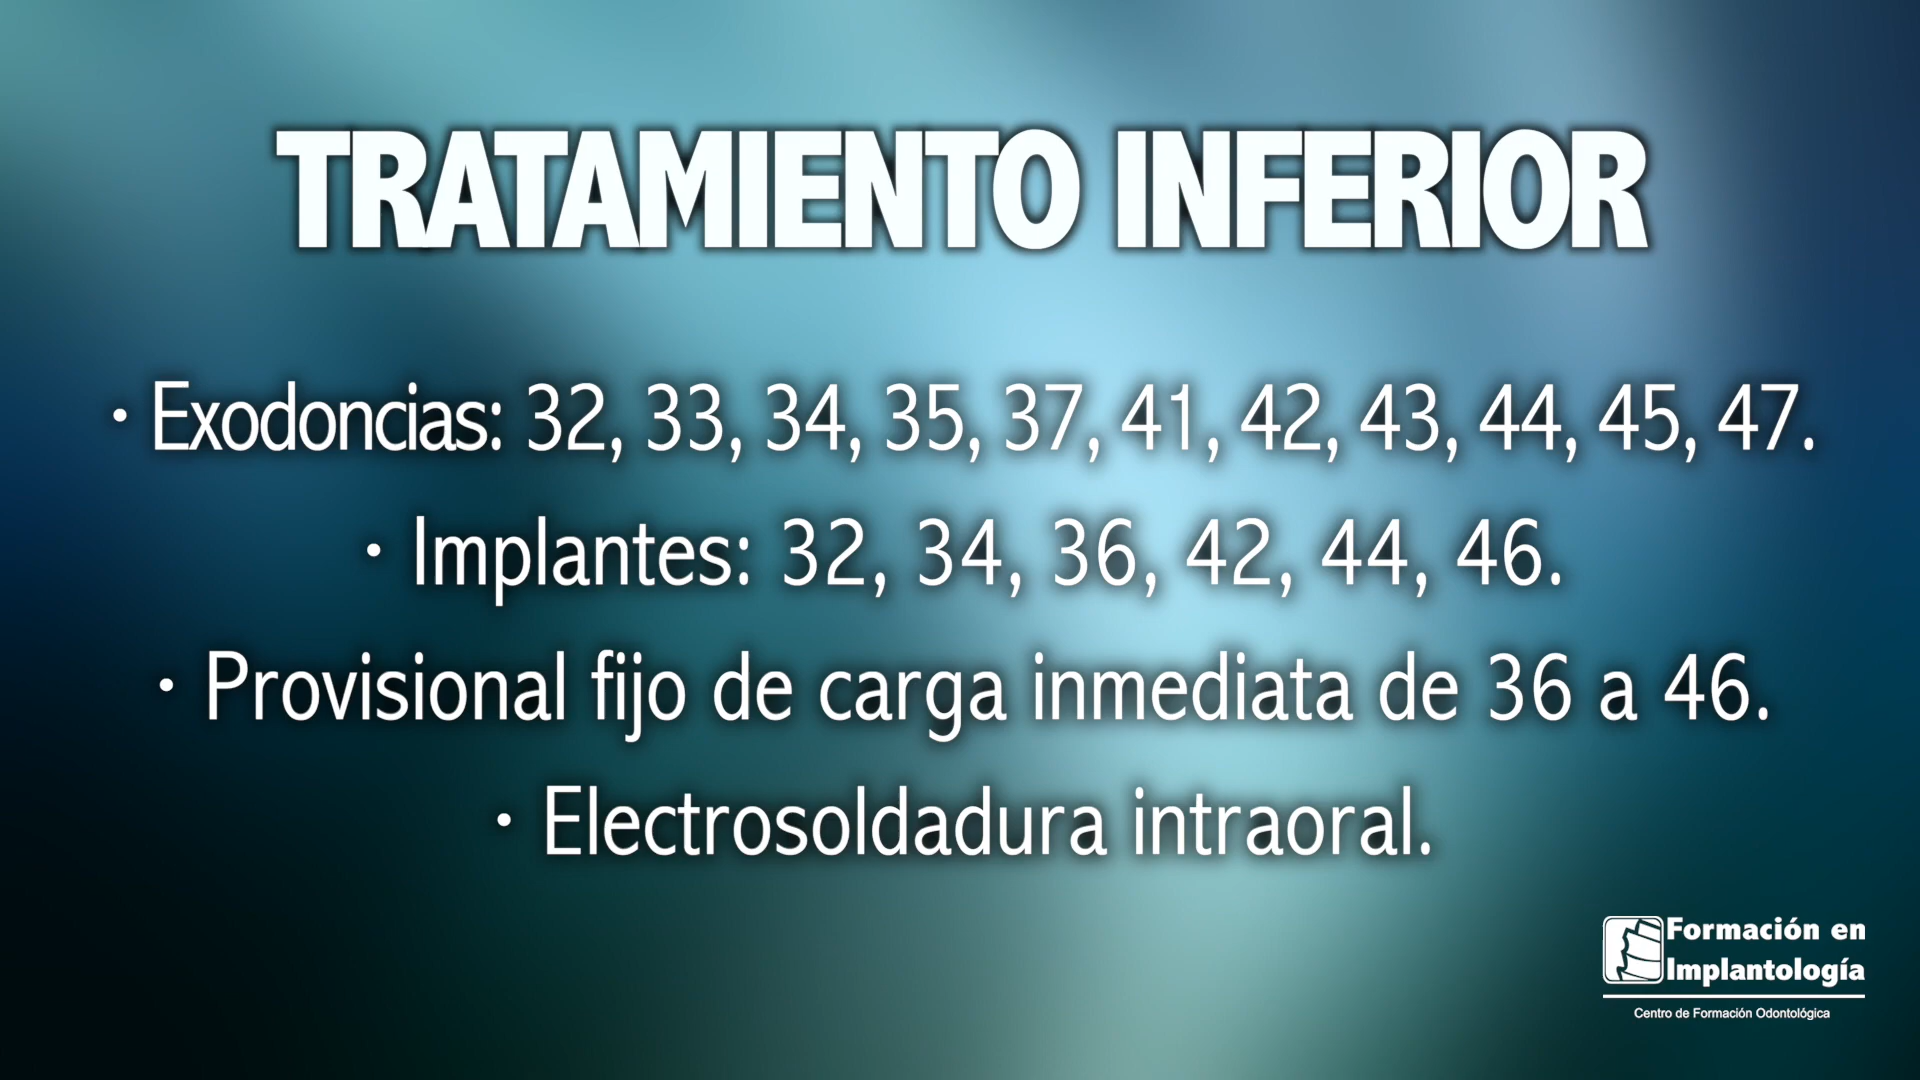 TRATAMIENTO INFERIOR
· Exodoncias: 32, 33, 34, 35, 37, 41, 42, 43, 44, 45, 47.
· Implantes: 32, 34, 36, 42, 44, 46.
· Provisional fijo de carga inmediata de 36 a 46.
· Electrosoldadura intraoral.
Formación en
Implantología
Centro de Formación Odontológica